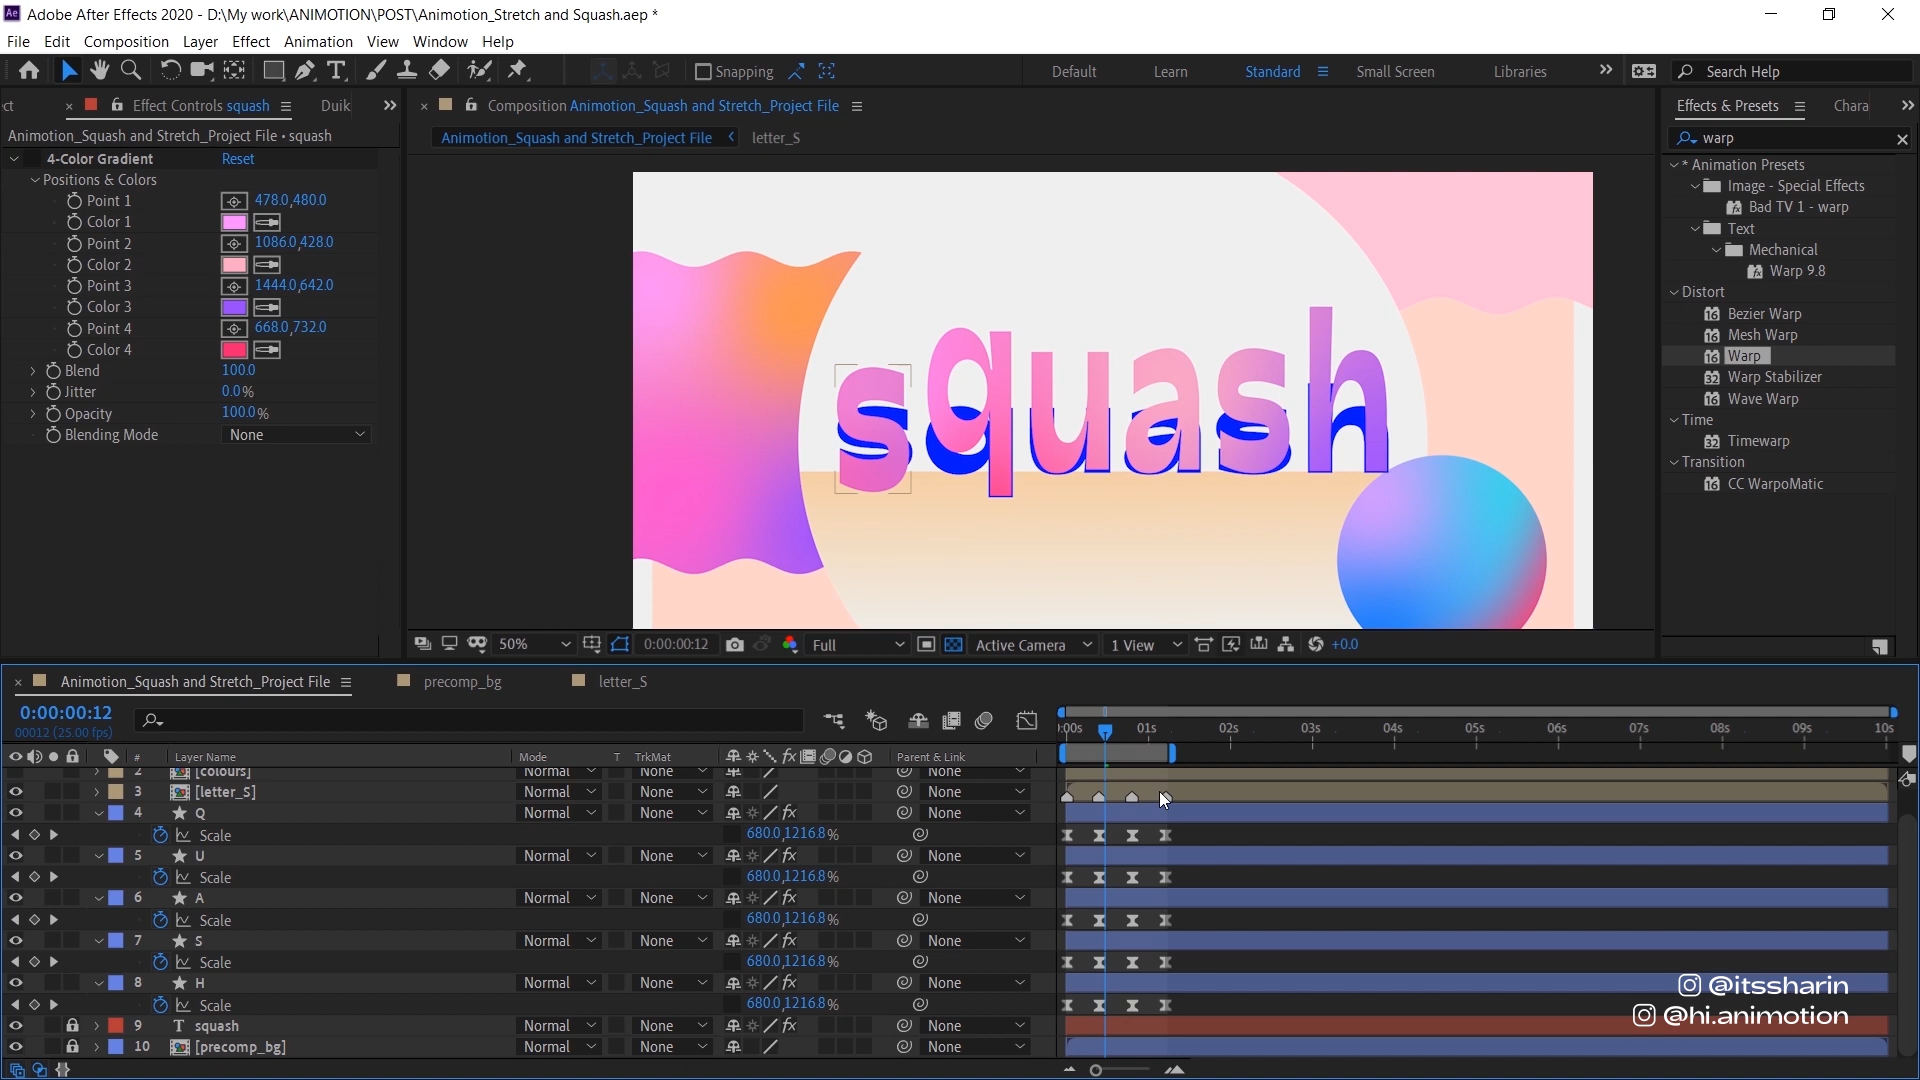 Adobe After Effects 2020 - D:\My work\ANIMOTION\POST\Animotion_Stretch and Squash.aep *
File Edit Composition Layer Effect Animation View Window Help
Snapping Default Learn Standard Small Screen Libraries Search Help
ct Effect Controls squash Duik Composition Animotion_Squash and Stretch_Project File Effects & Presets Chara
Animotion_Squash and Stretch_Project File • squash
Animotion_Squash and Stretch_Project File letter_S
warp
4-Color Gradient Reset
Positions & Colors
Point 1 478.0,480.0
Color 1
Point 2 1086.0,428.0
Color 2
Point 3 1444.0,642.0
Color 3
Point 4 668.0,732.0
Color 4
Blend 100.0
Jitter 0.0%
Opacity 100.0%
Blending Mode None
squash
* Animation Presets
Image - Special Effects
Bad TV 1 - warp
Text
Mechanical
Warp 9.8
Distort
Bezier Warp
Mesh Warp
Warp
Warp Stabilizer
Wave Warp
Time
Timewarp
Transition
CC WarpoMatic
50% 0:00:00:12 Full Active Camera 1 View +0.0
Animotion_Squash and Stretch_Project File precomp_bg letter_S
0:00:00:12
00012 (25.00 fps)
:00s 01s 02s 03s 04s 05s 06s 07s 08s 09s 10s
# Layer Name Mode T TrkMat Parent & Link
2 [colours] Normal None None
3 [letter_S] Normal None None
4 Q Normal None None
Scale 680.0,1216.8%
5 U Normal None None
Scale 680.0,1216.8%
6 A Normal None None
Scale 680.0,1216.8%
7 S Normal None None
Scale 680.0,1216.8%
8 H Normal None None
Scale 680.0,1216.8%
9 T squash Normal None None
10 [precomp_bg] Normal None None
@itssharin
@hi.animotion